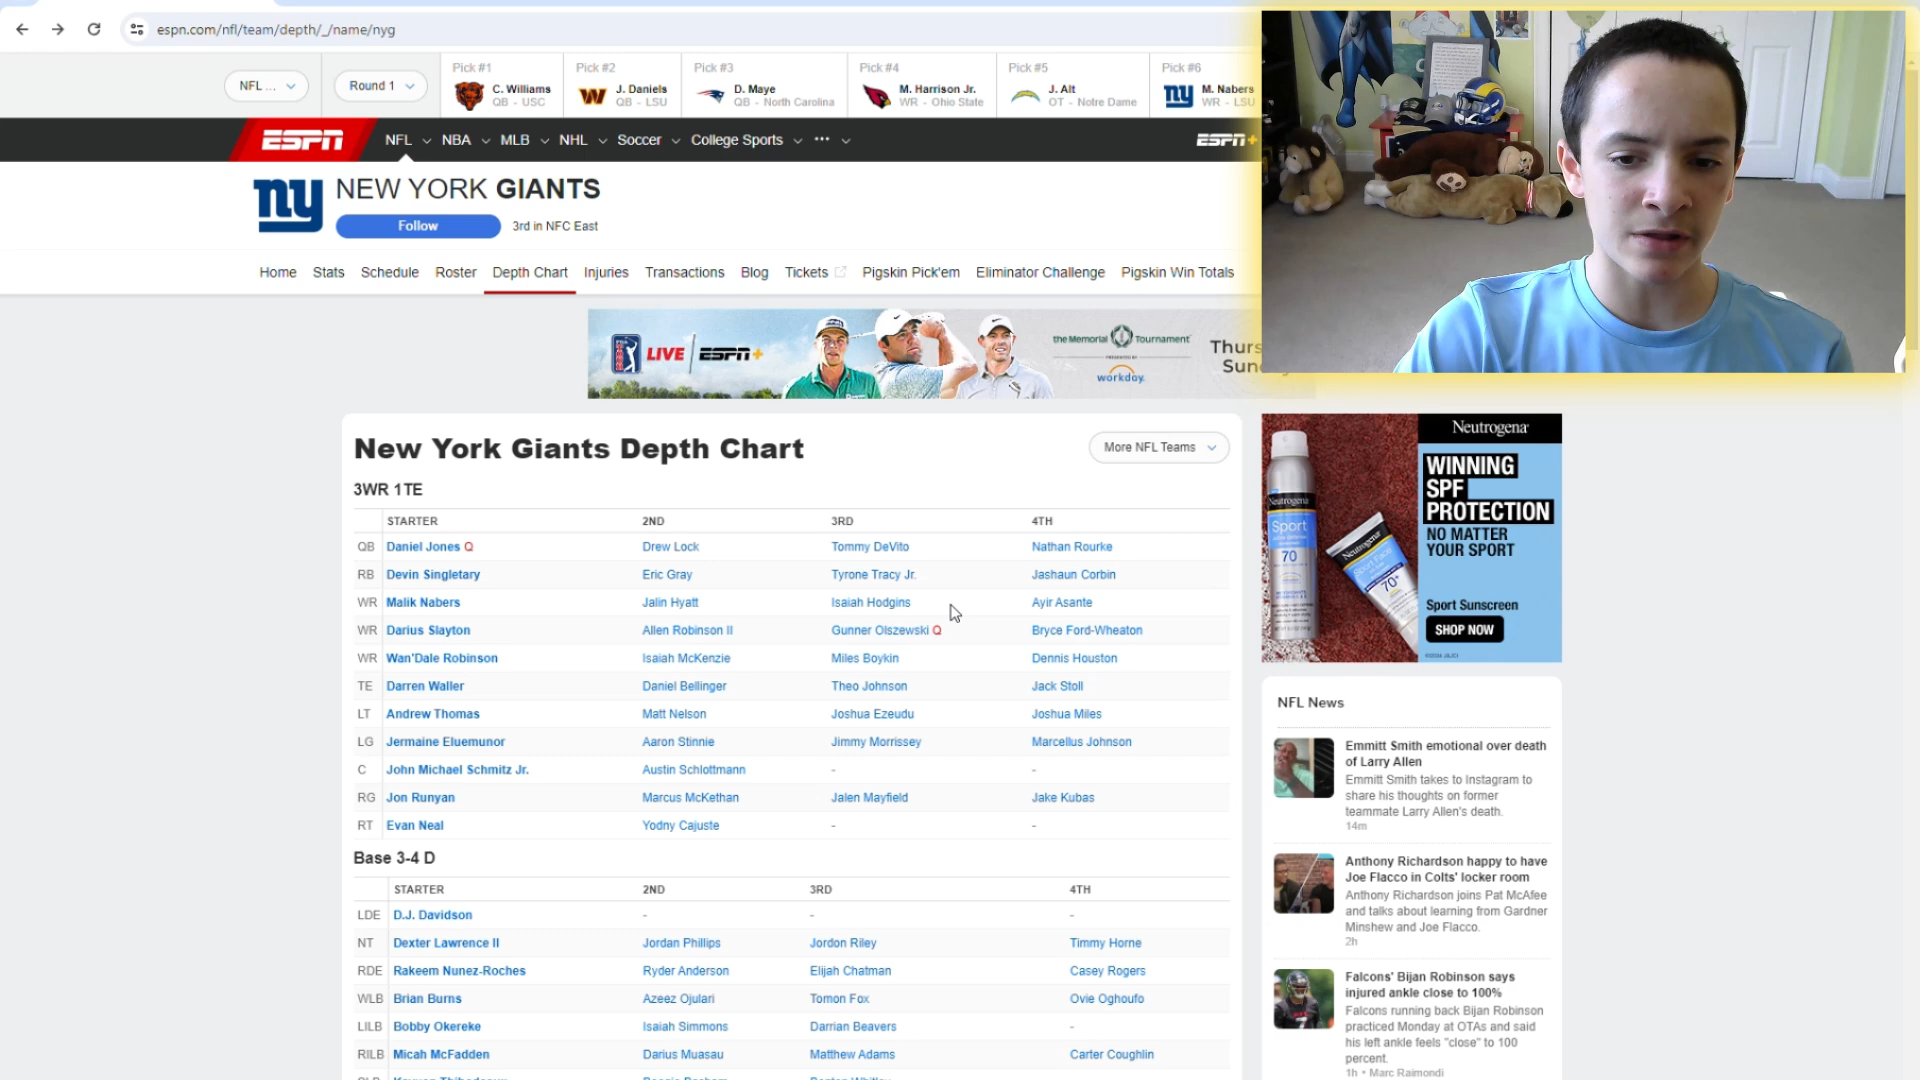 espn.com/nfl/team/depth/_/name/nyg
NFL ...
Round 1
Pick #1
C. Williams
QB - USC
Pick #2
J. Daniels
QB - LSU
Pick #3
D. Maye
QB - North Carolina
Pick #4
M. Harrison Jr.
WR - Ohio State
Pick #5
J. Alt
OT - Notre Dame
Pick #6
M. Nabers
WR - LSU
ESPN NFL NBA MLB NHL Soccer College Sports ••• ESPN+
ny NEW YORK GIANTS
Follow 3rd in NFC East
Home Stats Schedule Roster Depth Chart Injuries Transactions Blog Tickets Pigskin Pick'em Eliminator Challenge Pigskin Win Totals
LIVE ESPN+
the Memorial Tournament
PRESENTED BY
workday.
New York Giants Depth Chart
More NFL Teams
3WR 1TE
STARTER 2ND 3RD 4TH
QB Daniel Jones Q Drew Lock Tommy DeVito Nathan Rourke
RB Devin Singletary Eric Gray Tyrone Tracy Jr. Jashaun Corbin
WR Malik Nabers Jalin Hyatt Isaiah Hodgins Ayir Asante
WR Darius Slayton Allen Robinson II Gunner Olszewski Q Bryce Ford-Wheaton
WR Wan'Dale Robinson Isaiah McKenzie Miles Boykin Dennis Houston
TE Darren Waller Daniel Bellinger Theo Johnson Jack Stoll
LT Andrew Thomas Matt Nelson Joshua Ezeudu Joshua Miles
LG Jermaine Eluemunor Aaron Stinnie Jimmy Morrissey Marcellus Johnson
C John Michael Schmitz Jr. Austin Schlottmann - -
RG Jon Runyan Marcus McKethan Jalen Mayfield Jake Kubas
RT Evan Neal Yodny Cajuste - -
Base 3-4 D
STARTER 2ND 3RD 4TH
LDE D.J. Davidson - - -
NT Dexter Lawrence II Jordan Phillips Jordon Riley Timmy Horne
RDE Rakeem Nunez-Roches Ryder Anderson Elijah Chatman Casey Rogers
WLB Brian Burns Azeez Ojulari Tomon Fox Ovie Oghoufo
LILB Bobby Okereke Isaiah Simmons Darrian Beavers -
RILB Micah McFadden Darius Muasau Matthew Adams Carter Coughlin
Neutrogena
WINNING
SPF
PROTECTION
NO MATTER
YOUR SPORT
Sport Sunscreen
SHOP NOW
Neutrogena
Sport
70
70+
NFL News
Emmitt Smith emotional over death
of Larry Allen
Emmitt Smith takes to Instagram to
share his thoughts on former
teammate Larry Allen's death.
14m
Anthony Richardson happy to have
Joe Flacco in Colts' locker room
Anthony Richardson joins Pat McAfee
and talks about learning from Gardner
Minshew and Joe Flacco.
2h
Falcons' Bijan Robinson says
injured ankle close to 100%
Falcons running back Bijan Robinson
practiced Monday at OTAs and said
his left ankle feels "close" to 100
percent.
1h • Marc Raimondi